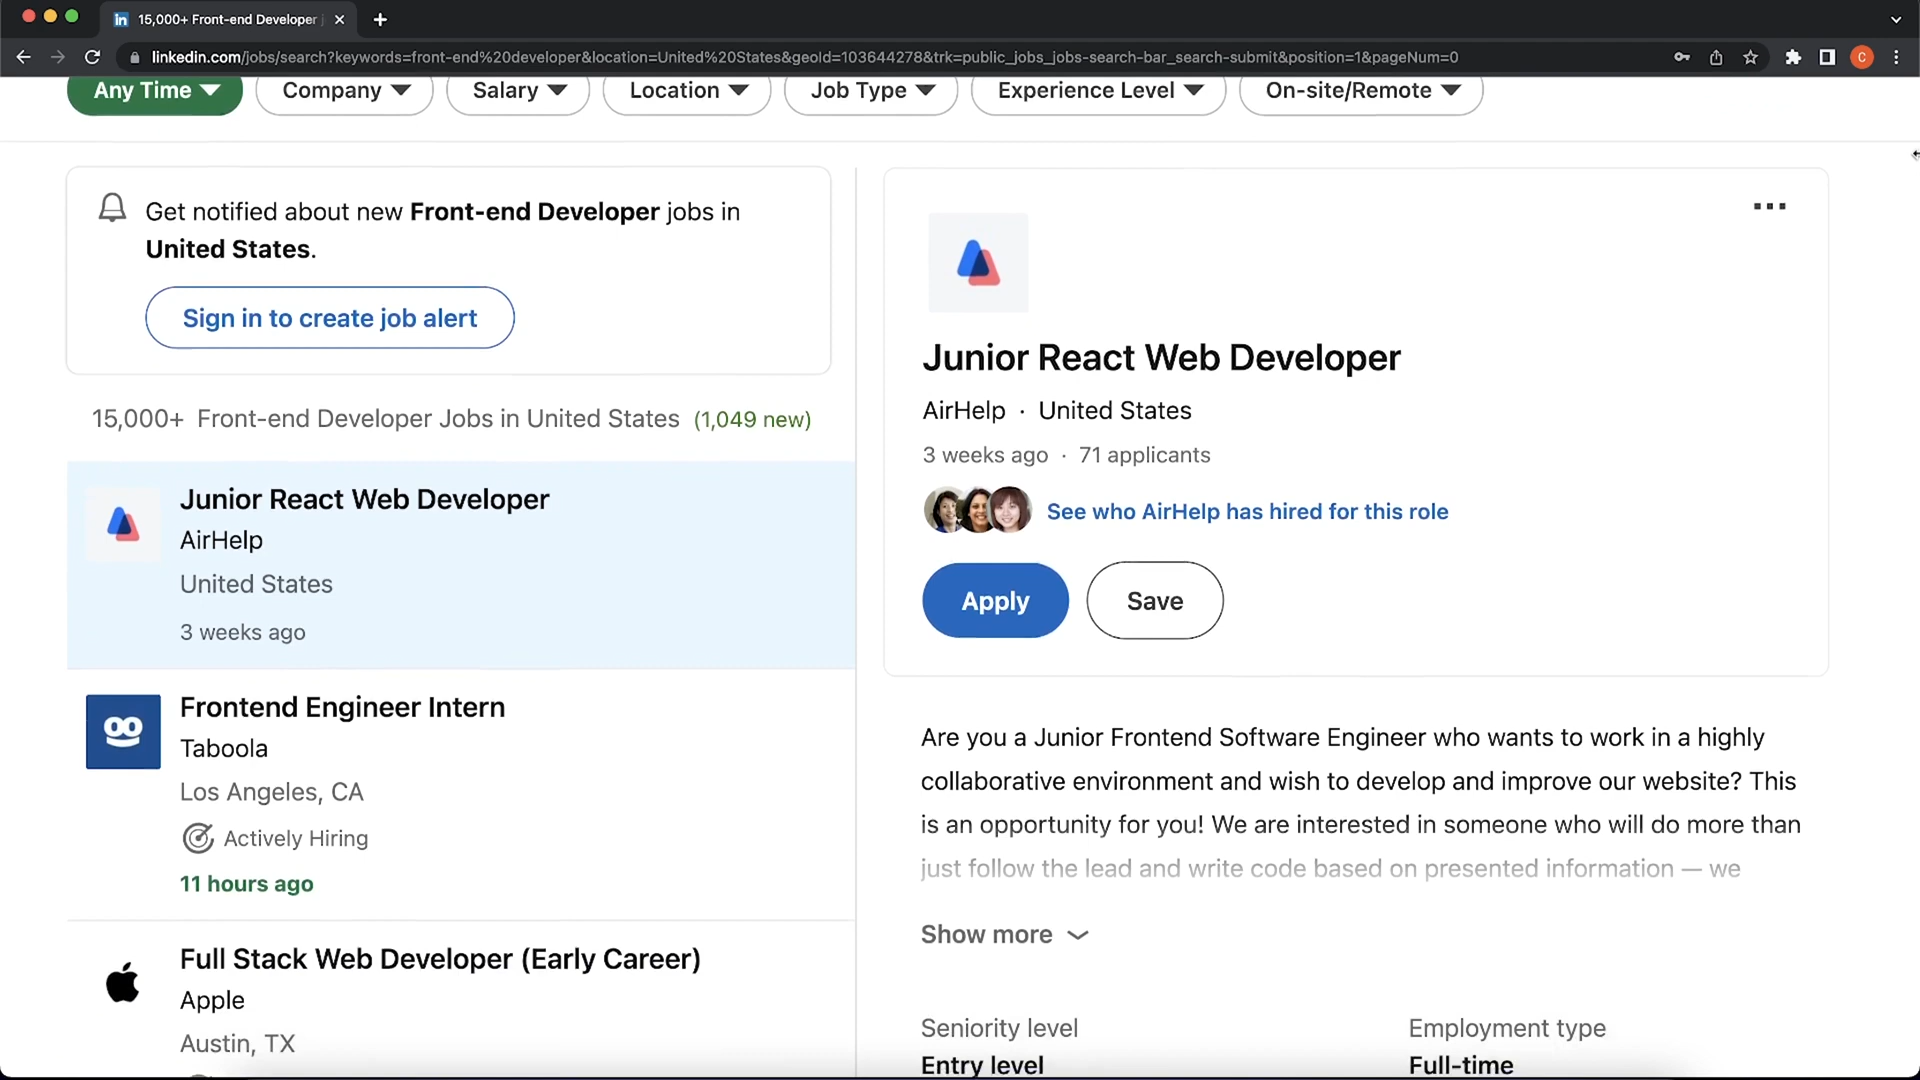 15,000+ Front-end Developer j
linkedin.com/jobs/search?keywords=front-end%20developer&location=United%20States&geoId=103644278&trk=public_jobs_jobs-search-bar_search-submit&position=1&pageNum=0
C
Any Time
Company
Salary
Location
Job Type
Experience Level
On-site/Remote
Get notified about new Front-end Developer jobs in
United States.
Sign in to create job alert
15,000+ Front-end Developer Jobs in United States (1,049 new)
Junior React Web Developer
AirHelp
United States
3 weeks ago
Frontend Engineer Intern
Taboola
Los Angeles, CA
Actively Hiring
11 hours ago
Full Stack Web Developer (Early Career)
Apple
Austin, TX
Junior React Web Developer
AirHelp · United States
3 weeks ago · 71 applicants
See who AirHelp has hired for this role
Apply
Save
Are you a Junior Frontend Software Engineer who wants to work in a highly
collaborative environment and wish to develop and improve our website? This
is an opportunity for you! We are interested in someone who will do more than
just follow the lead and write code based on presented information — we
Show more
Seniority level
Entry level
Employment type
Full-time